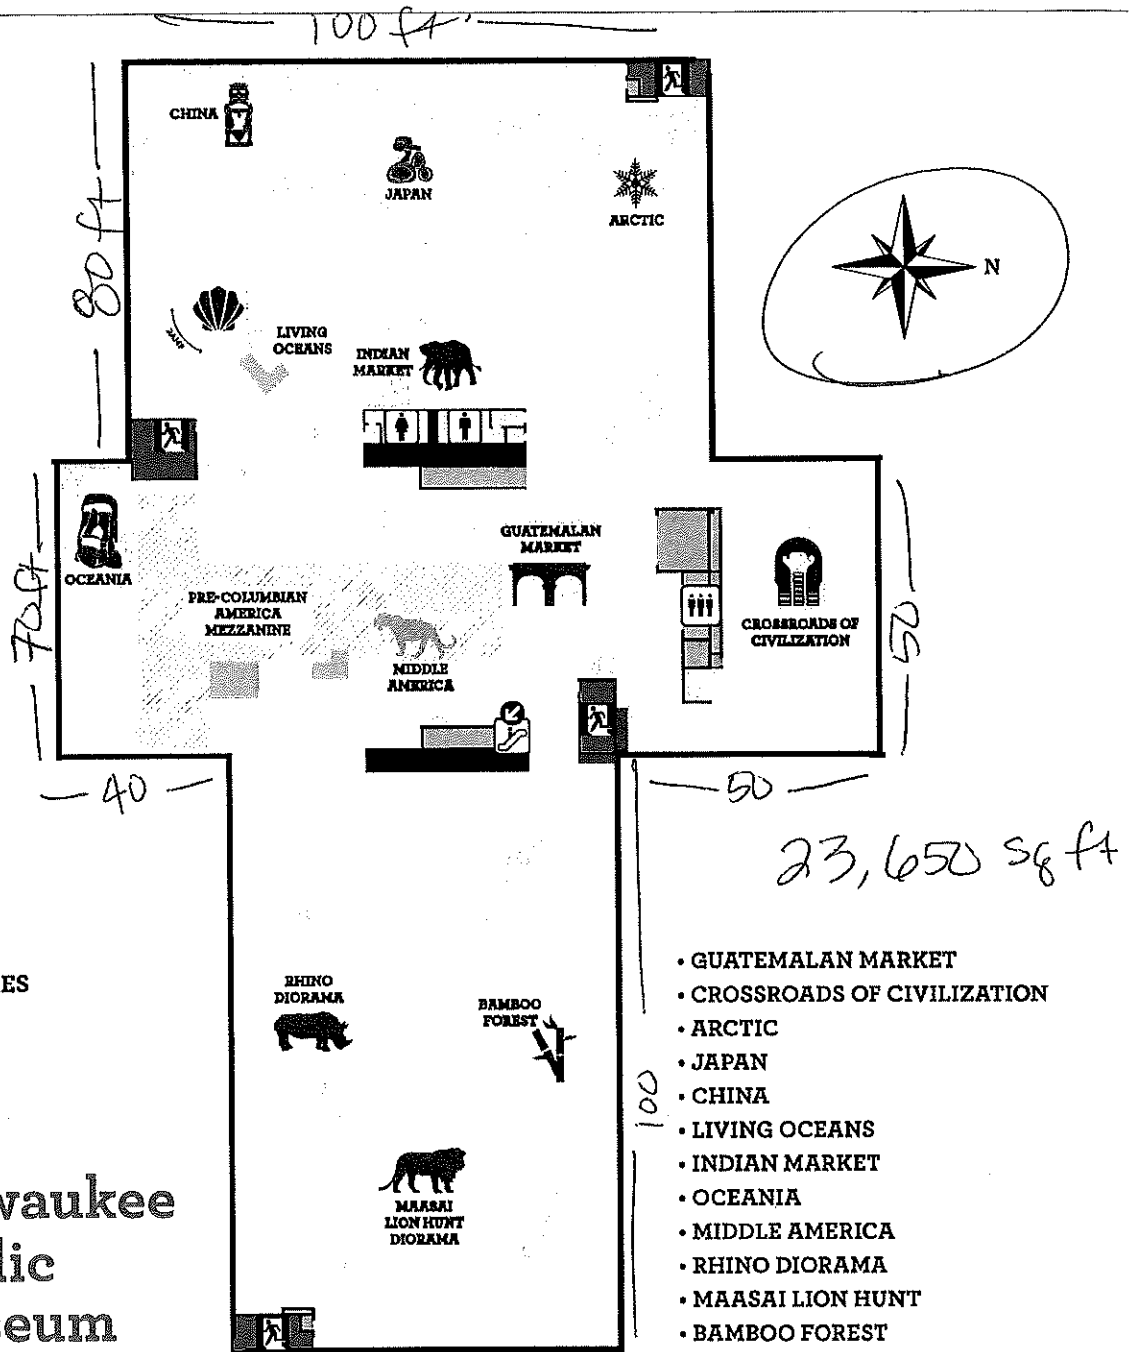 100 ft
CHINA
JAPAN
ARCTIC
80 ft
N
RAMP
LIVING
OCEANS
INDIAN
MARKET
OCEANIA
70 ft
GUATEMALAN
MARKET
PRE-COLUMBIAN
AMERICA
MEZZANINE
MIDDLE
AMERICA
CROSSROADS OF
CIVILIZATION
50
40
50
23,650 sq ft
ES
RHINO
DIORAMA
BAMBOO
FOREST
100
MAASAI
LION HUNT
DIORAMA
• GUATEMALAN MARKET
• CROSSROADS OF CIVILIZATION
• ARCTIC
• JAPAN
• CHINA
• LIVING OCEANS
• INDIAN MARKET
• OCEANIA
• MIDDLE AMERICA
• RHINO DIORAMA
• MAASAI LION HUNT
• BAMBOO FOREST
waukee
lic
seum